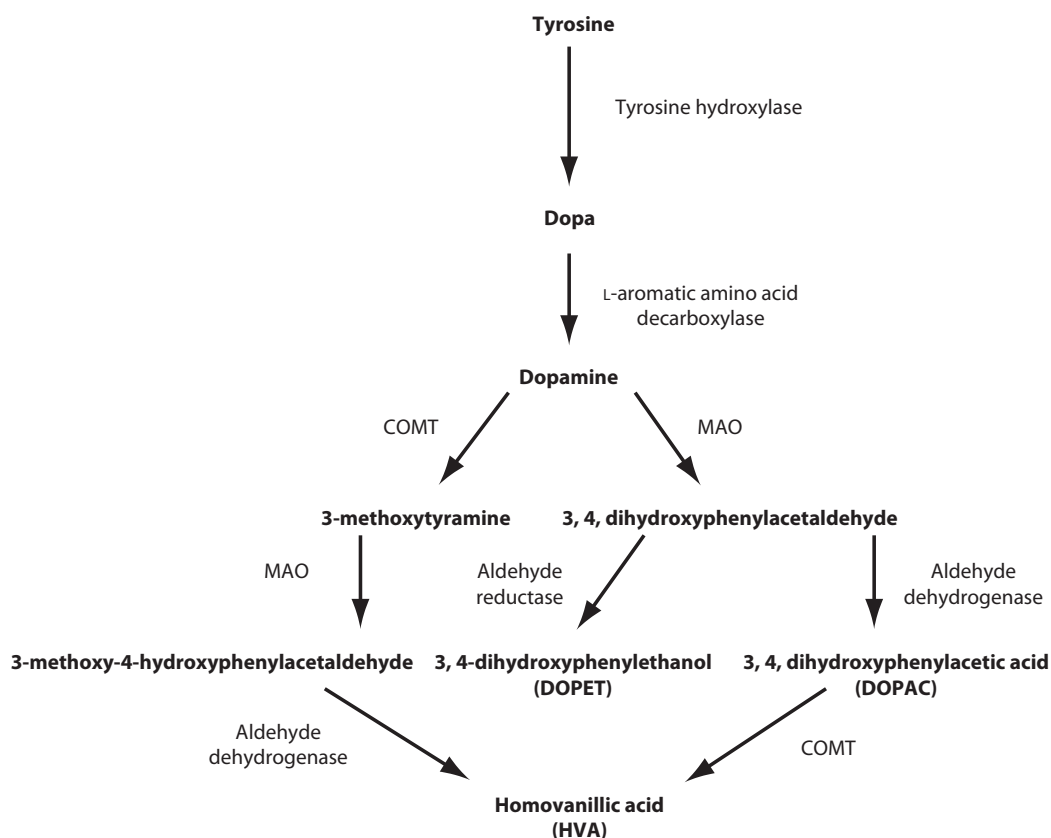 Tyrosine
Tyrosine hydroxylase
Dopa
L-aromatic amino acid
decarboxylase
Dopamine
COMT
MAO
3-methoxytyramine
3, 4, dihydroxyphenylacetaldehyde
MAO
Aldehyde
reductase
Aldehyde
dehydrogenase
3-methoxy-4-hydroxyphenylacetaldehyde
3, 4-dihydroxyphenylethanol
(DOPET)
3, 4, dihydroxyphenylacetic acid
(DOPAC)
Aldehyde
dehydrogenase
COMT
Homovanillic acid
(HVA)